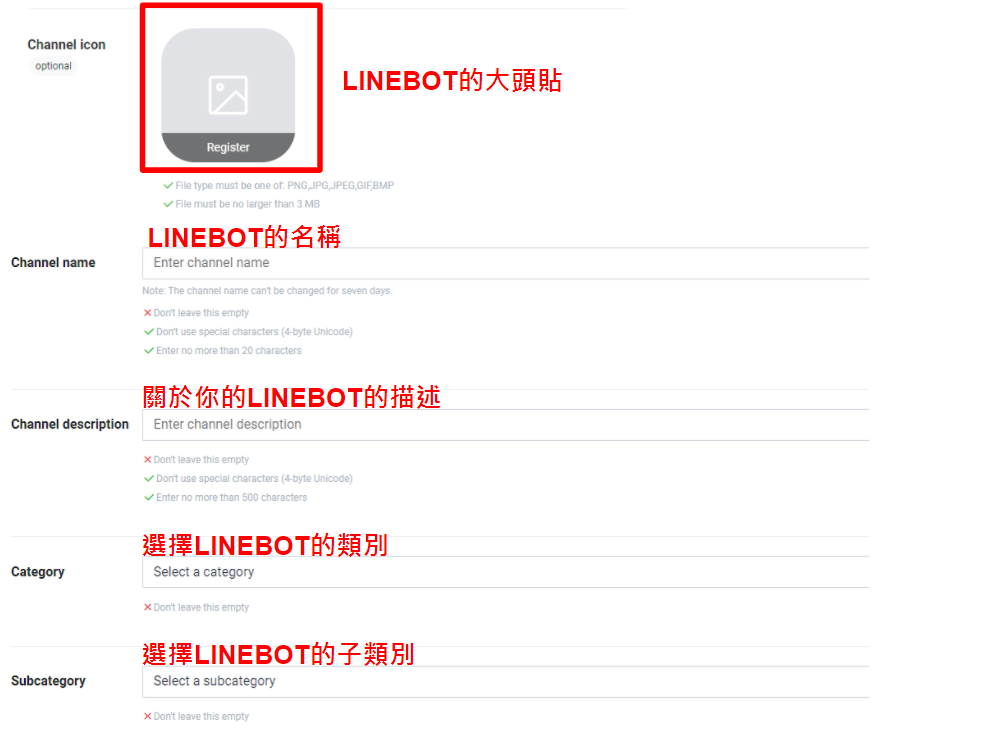 Channel icon
optional
Register
LINEBOT的大頭貼
File type must be one of: PNG,JPG,JPEG,GIF,BMP
File must be no larger than 3 MB
LINEBOT的名稱
Channel name
Enter channel name
Note: The channel name can't be changed for seven days.
Don't leave this empty
Don't use special characters (4-byte Unicode)
Enter no more than 20 characters
關於你的LINEBOT的描述
Channel description
Enter channel description
Don't leave this empty
Don't use special characters (4-byte Unicode)
Enter no more than 500 characters
選擇LINEBOT的類別
Category
Select a category
Don't leave this empty
選擇LINEBOT的子類別
Subcategory
Select a subcategory
Don't leave this empty